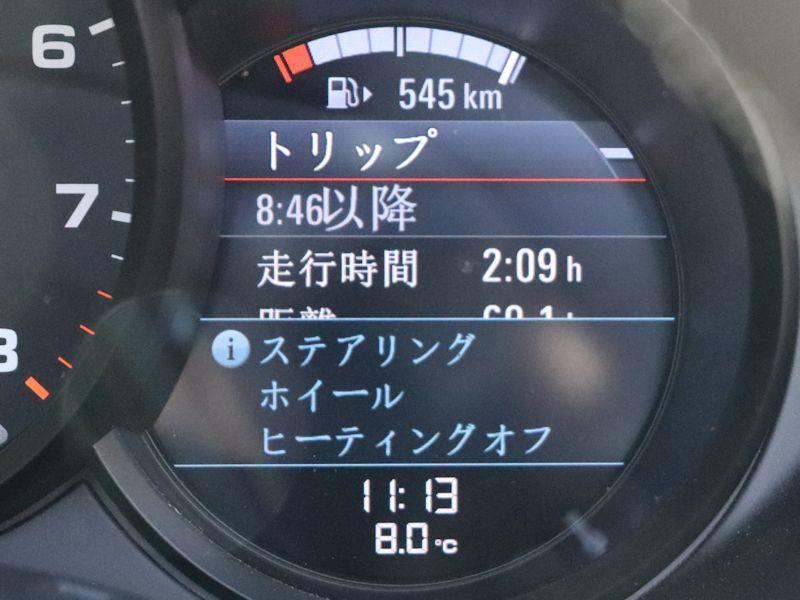 6
7
8
545 km
トリップ
8:46以降
走行時間 2:09 h
距離
ステアリング
ホイール
ヒーティングオフ
11:13
8.0 °C